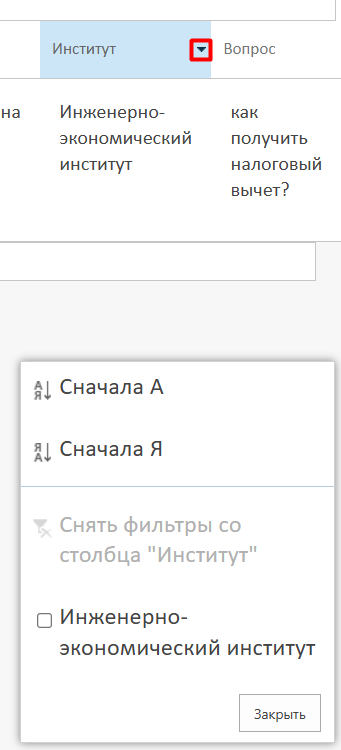 Институт Вопрос
на Инженерно- как
экономический получить
институт налоговый
вычет?
А
Я Сначала А
Я
А Сначала Я
Снять фильтры со
столбца "Институт"
Инженерно-
экономический институт
Закрыть